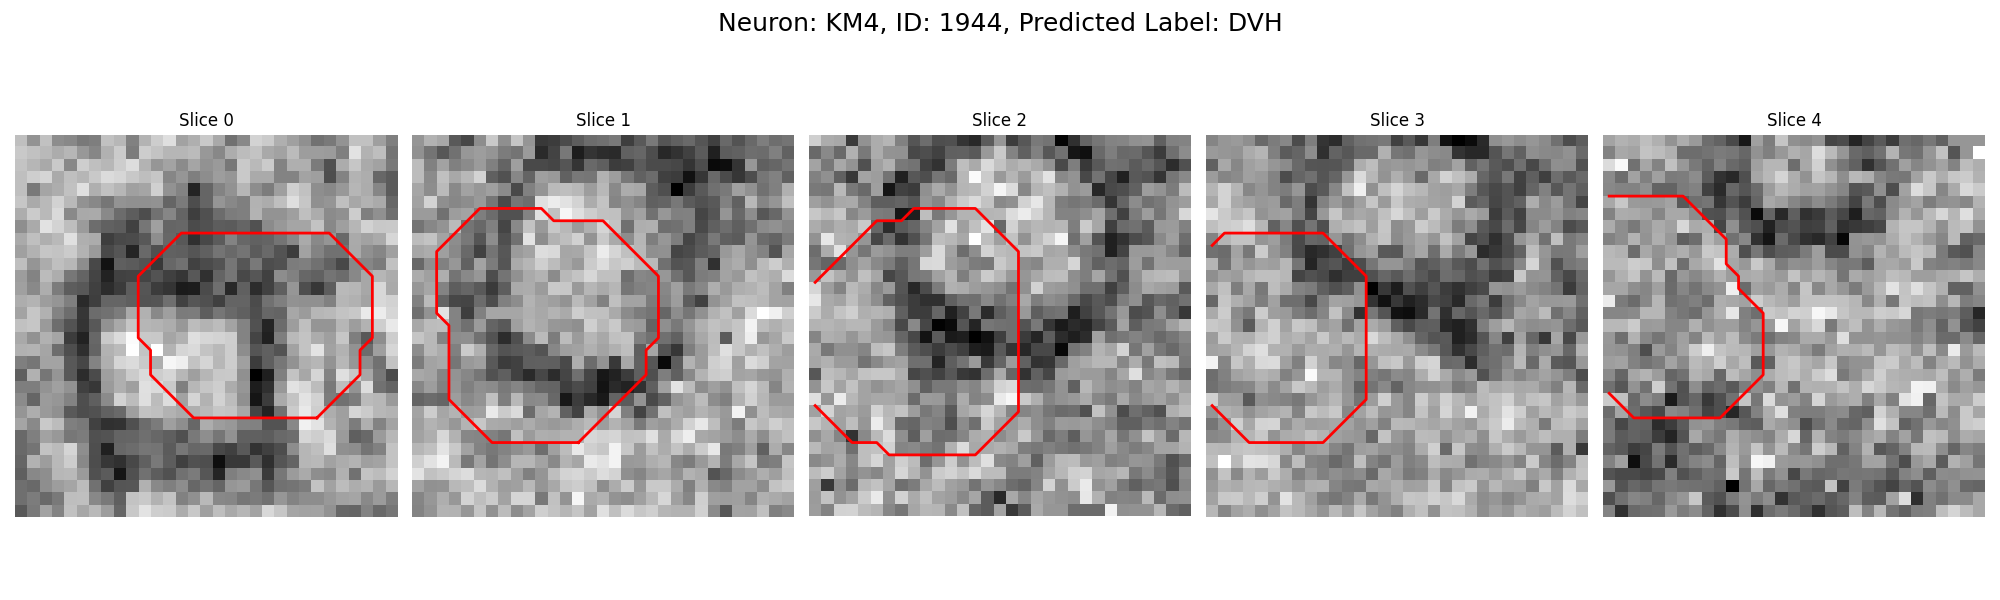 Neuron: KM4, ID: 1944, Predicted Label: DVH
Slice 0
Slice 1
Slice 2
Slice 3
Slice 4